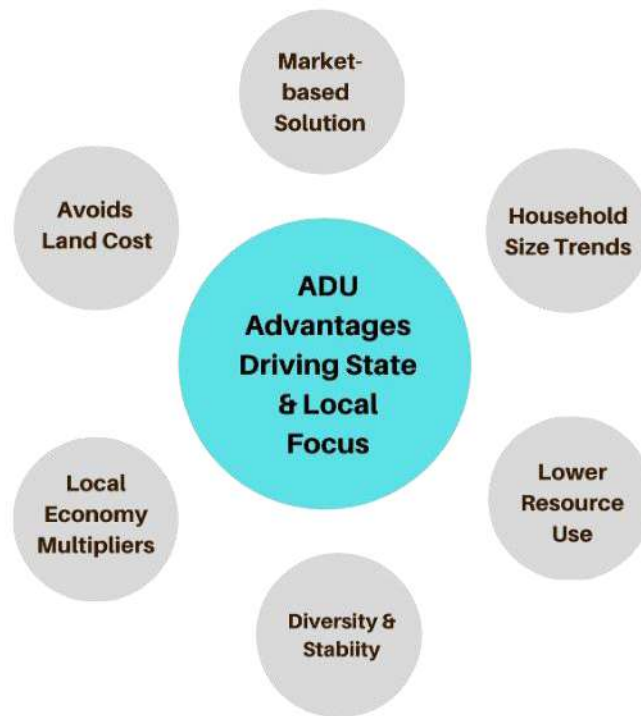 Market-
based
Solution
Avoids
Land Cost
Household
Size Trends
ADU
Advantages
Driving State
& Local
Focus
Local
Economy
Multipliers
Lower
Resource
Use
Diversity &
Stabiity